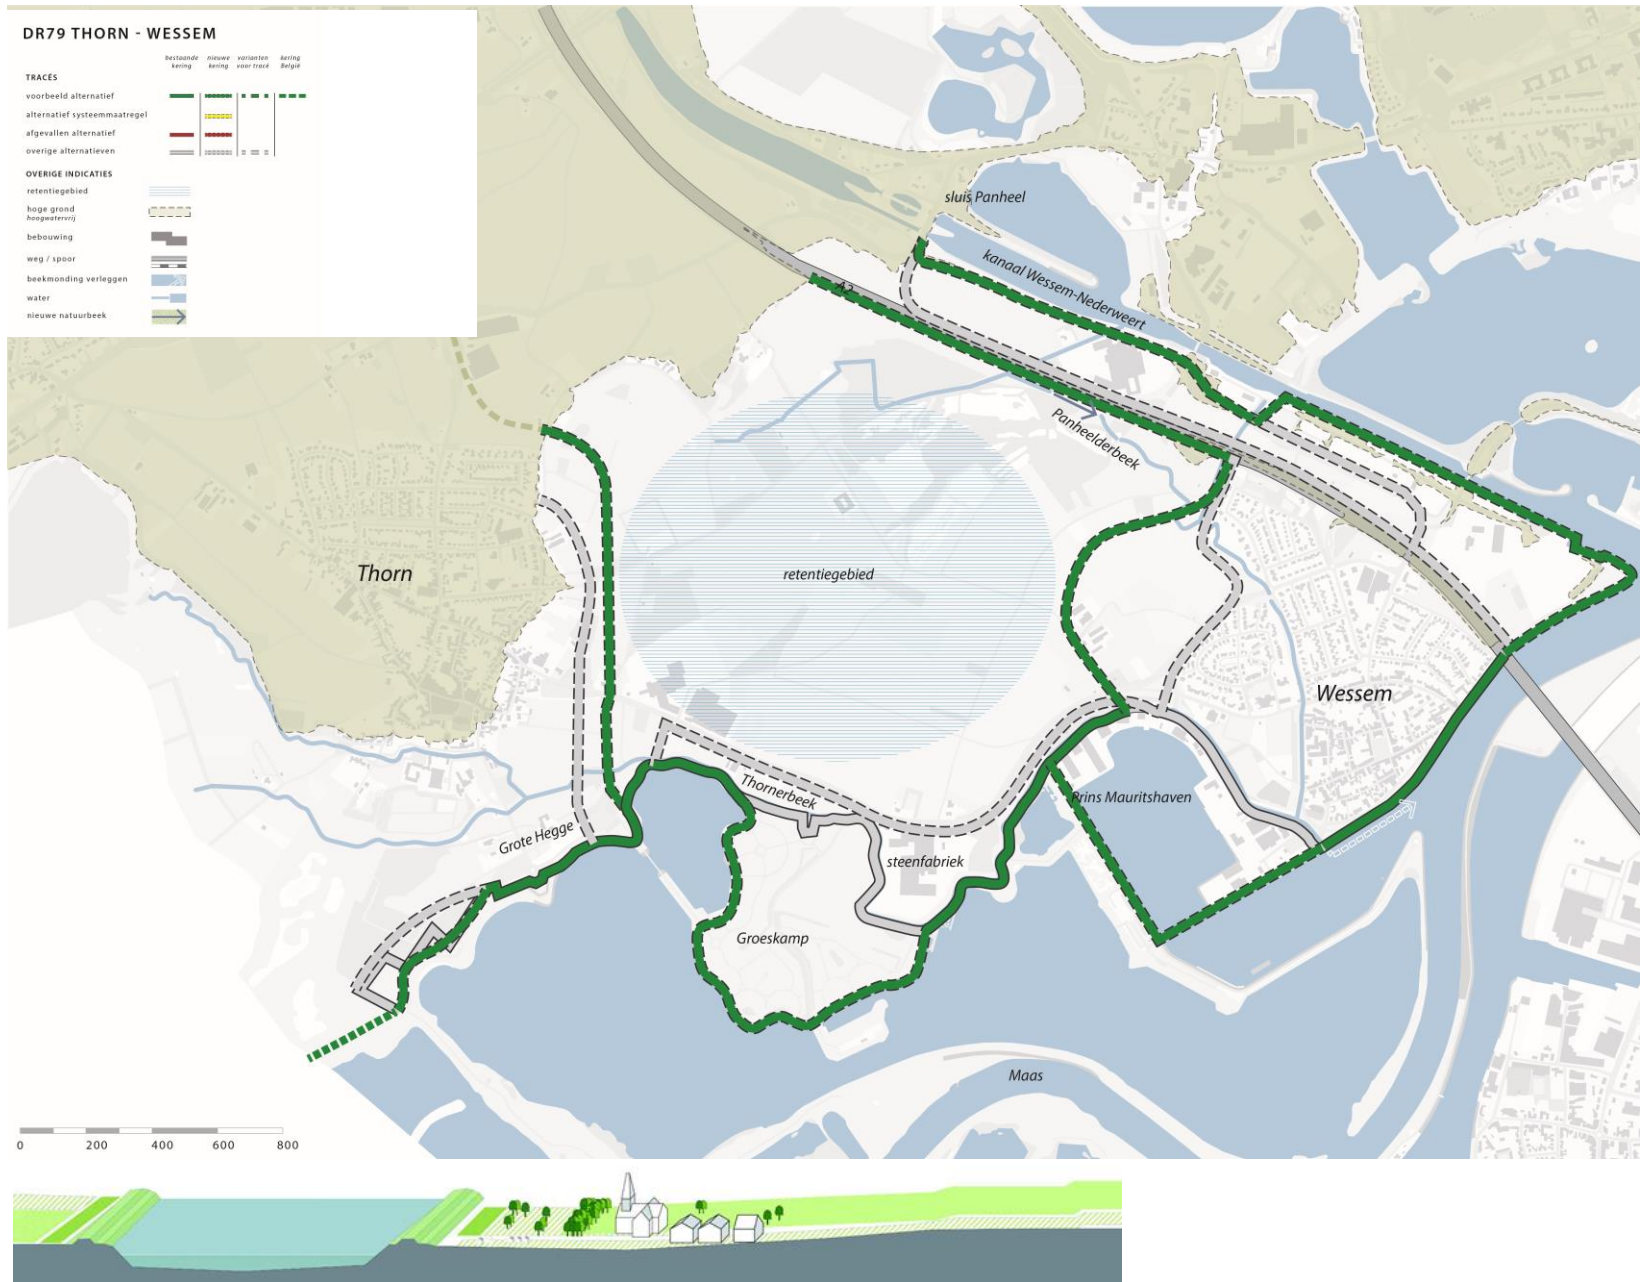 DR79 THORN - WESSEM
bestaande kering
nieuwe kering
varianten voor tracé
kering België
TRACÉS
voorbeeld alternatief
alternatief systeemmaatregel
afgevallen alternatief
overige alternatieven
OVERIGE INDICATIES
retentiegebied
hoge grond
hoogwatervrij
bebouwing
weg / spoor
beekmonding verleggen
water
nieuwe natuurbeek
sluis Panheel
kanaal Wessem-Nederweert
A2
Panheelderbeek
Thorn
retentiegebied
Wessem
Thornerbeek
Prins Mauritshaven
Grote Hegge
steenfabriek
Groeskamp
Maas
0 200 400 600 800